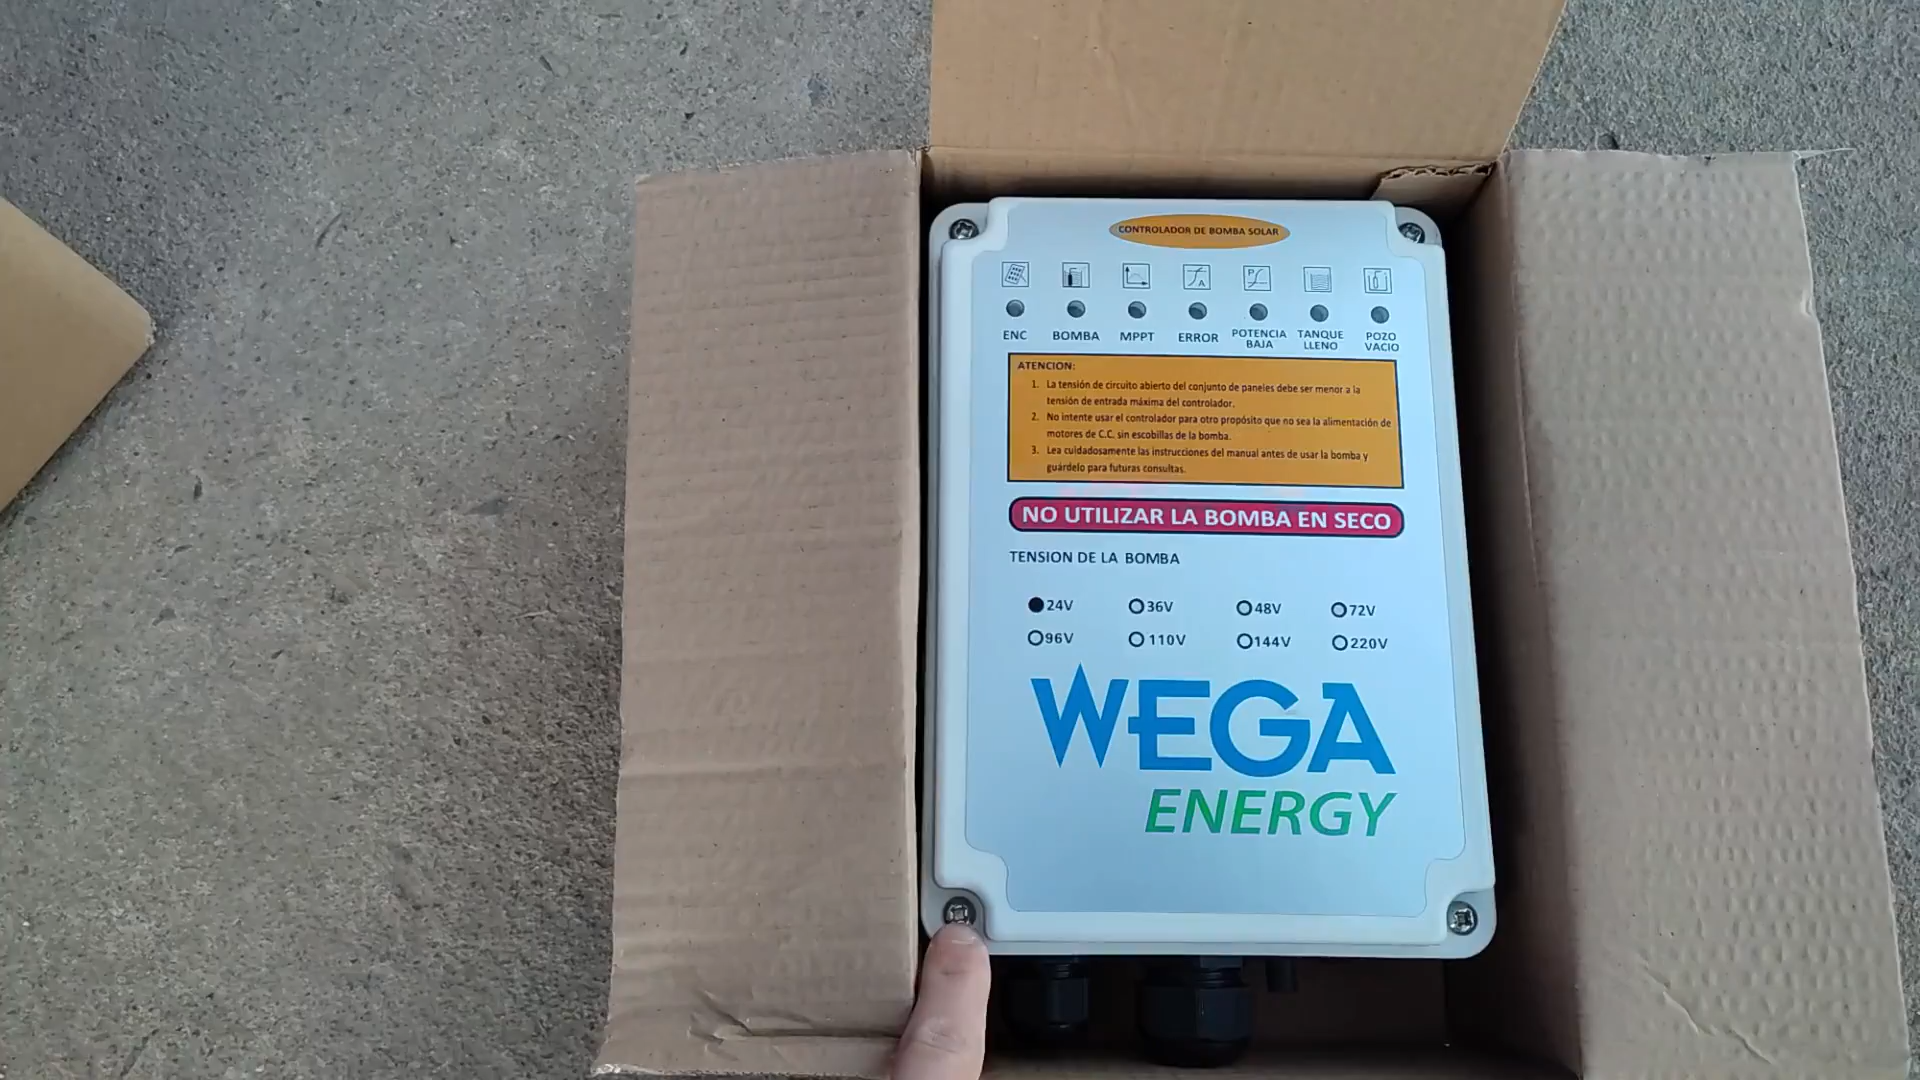 CONTROLADOR DE BOMBA SOLAR
ENC
BOMBA
MPPT
ERROR
POTENCIA
BAJA
TANQUE
LLENO
POZO
VACIO
ATENCION:
1. La tensión de circuito abierto del conjunto de paneles debe ser menor a la
tensión de entrada máxima del controlador.
2. No intente usar el controlador para otro propósito que no sea la alimentación de
motores de C.C. sin escobillas de la bomba.
3. Lea cuidadosamente las instrucciones del manual antes de usar la bomba y
guárdelo para futuras consultas.
NO UTILIZAR LA BOMBA EN SECO
TENSION DE LA BOMBA
24V 36V 48V 72V
96V 110V 144V 220V
WEGA
ENERGY